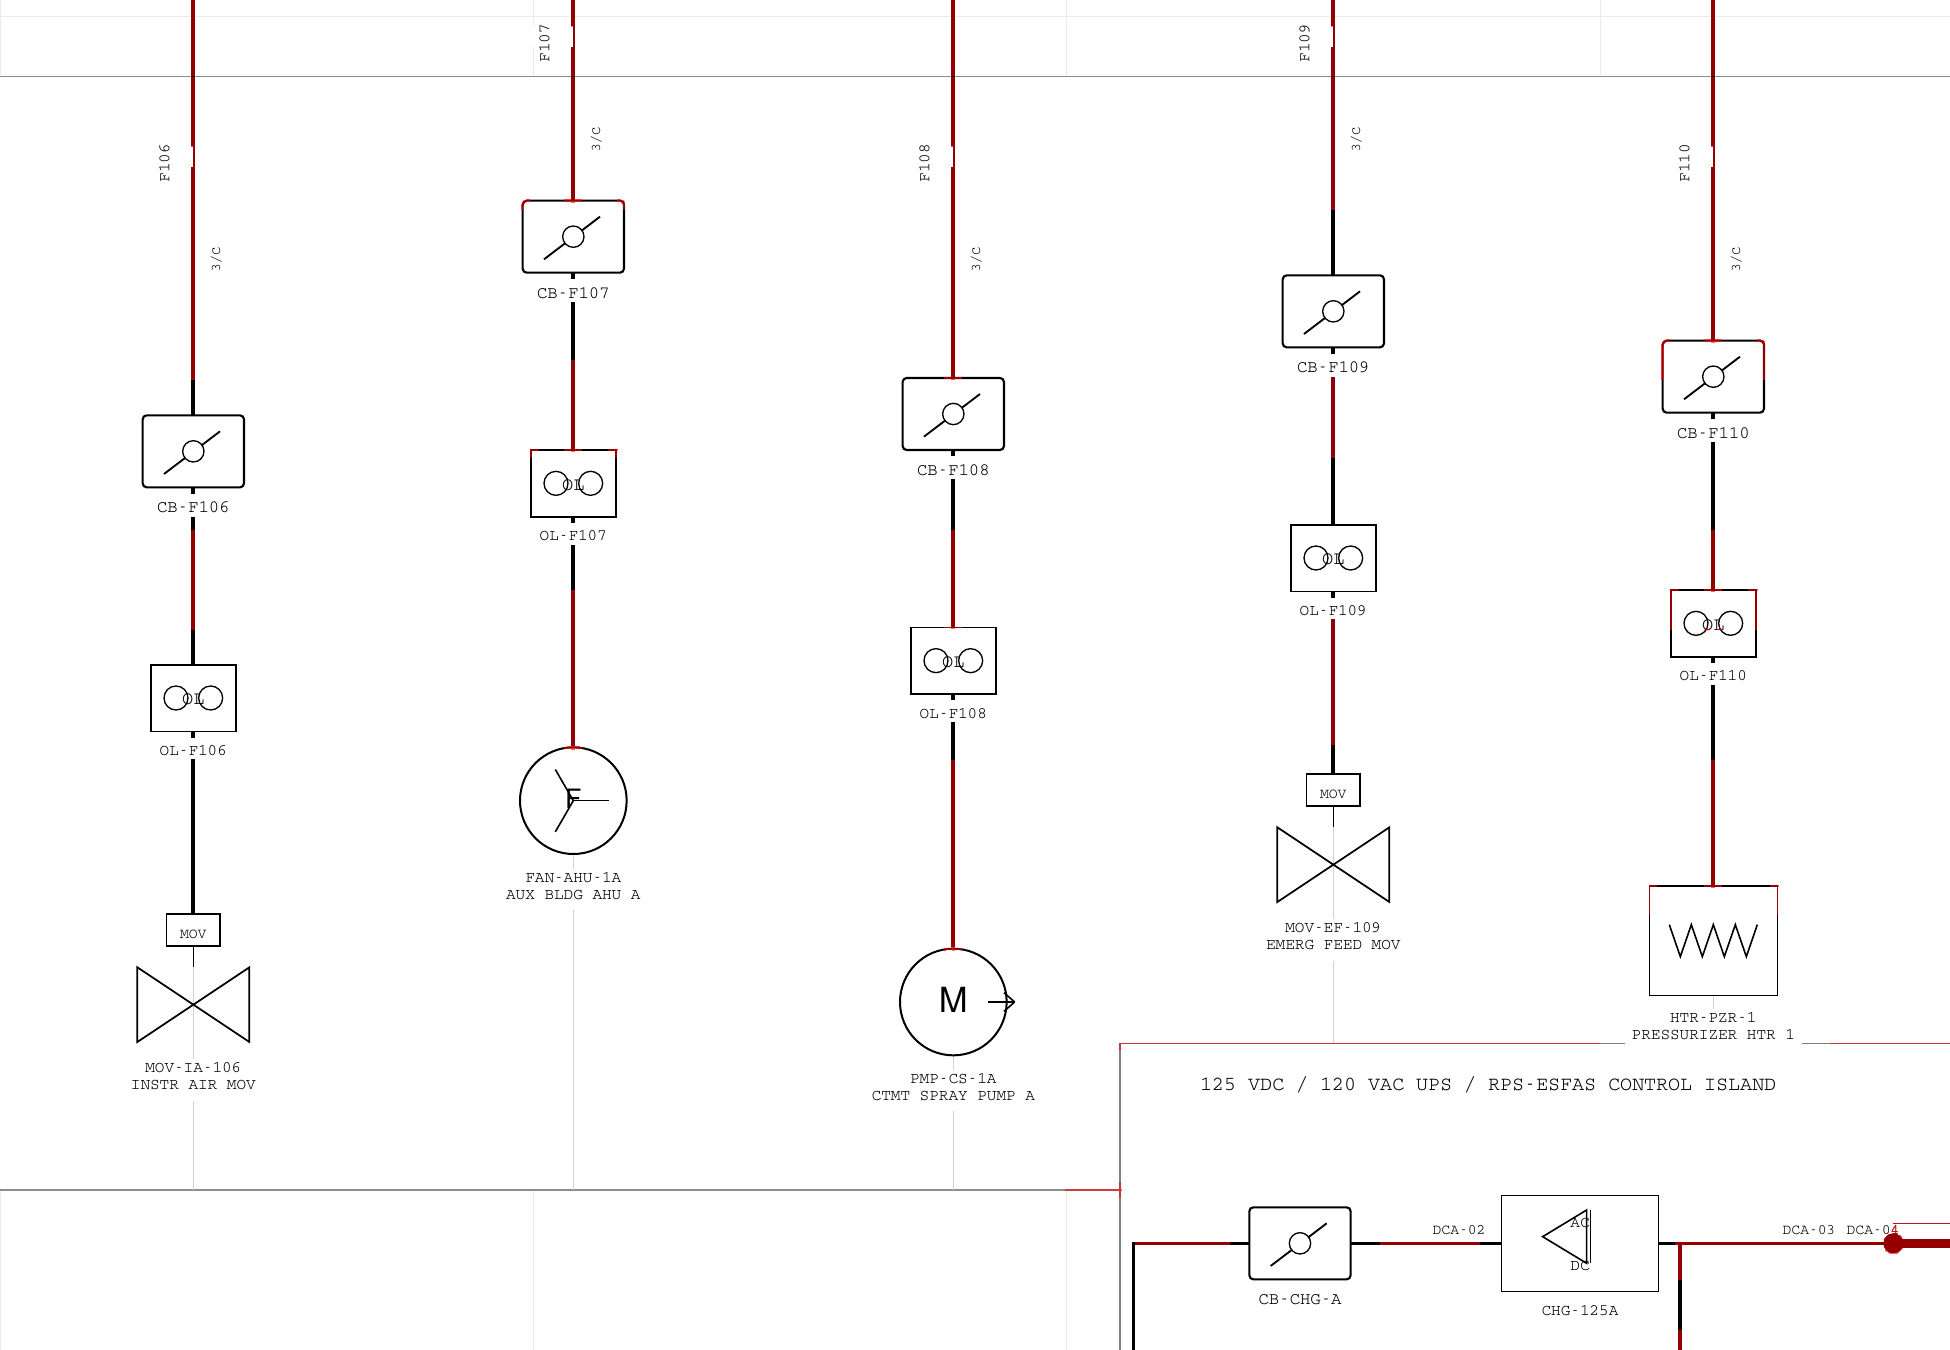 F107
F109
F106
F108
F110
3/C
3/C
3/C
3/C
3/C
CB-F107
CB-F109
CB-F110
CB-F108
CB-F106
OL
OL-F107
OL
OL-F109
OL
OL-F110
OL
OL-F108
OL
OL-F106
F
FAN-AHU-1A
AUX BLDG AHU A
MOV
MOV-EF-109
EMERG FEED MOV
MOV
MOV-IA-106
INSTR AIR MOV
M
PMP-CS-1A
CTMT SPRAY PUMP A
HTR-PZR-1
PRESSURIZER HTR 1
125 VDC / 120 VAC UPS / RPS-ESFAS CONTROL ISLAND
DCA-02
AC
DC
DCA-03
DCA-04
CB-CHG-A
CHG-125A